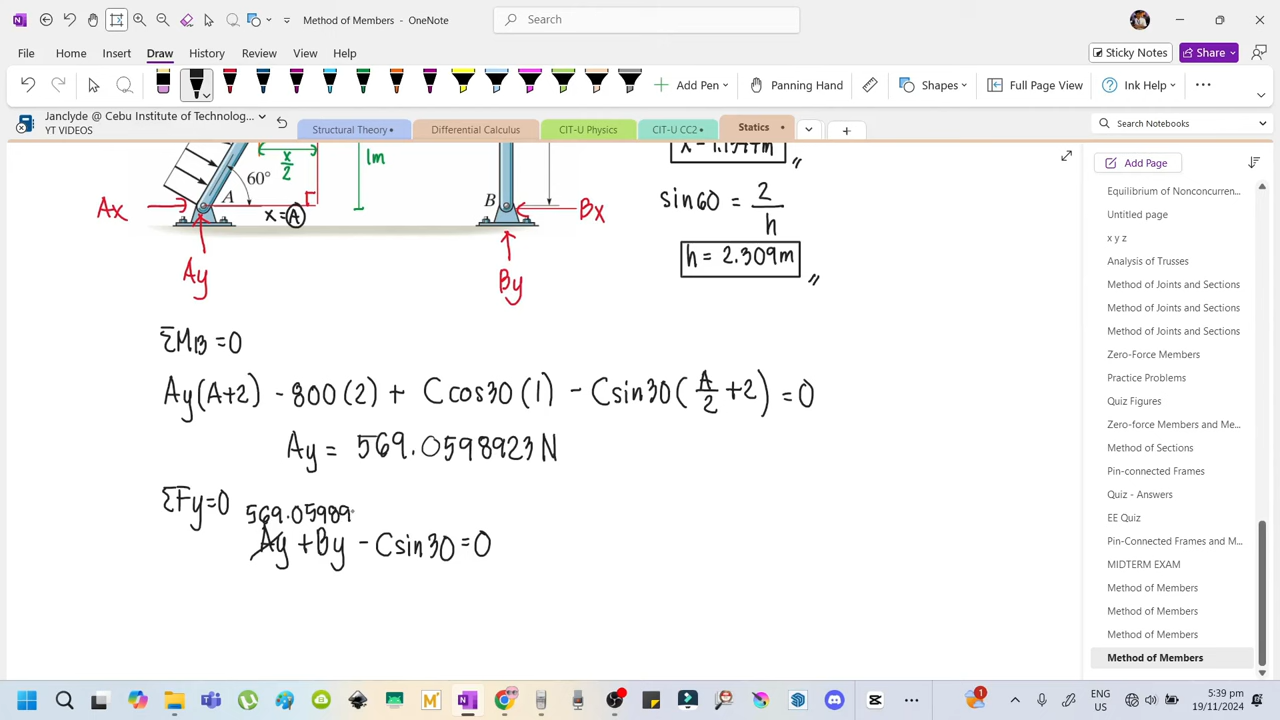 Method of Members - OneNote
Search
File Home Insert Draw History Review View Help
Sticky Notes Share
Add Pen Panning Hand Shapes Full Page View Ink Help
Janclyde @ Cebu Institute of Technolog...
YT VIDEOS
Structural Theory Differential Calculus CIT-U Physics CIT-U CC2 Statics
Search Notebooks
Add Page
Equilibrium of Nonconcurren...
Untitled page
x y z
Analysis of Trusses
Method of Joints and Sections
Method of Joints and Sections
Method of Joints and Sections
Zero-Force Members
Practice Problems
Quiz Figures
Zero-force Members and Me...
Method of Sections
Pin-connected Frames
Quiz - Answers
EE Quiz
Pin-Connected Frames and M...
MIDTERM EXAM
Method of Members
Method of Members
Method of Members
Method of Members
x/2
1m
60°
A
x=A
Ax
Ay
B
Bx
By
sin60 = 2/h
h = 2.309m
ΣMB=0
Ay(A+2) - 800(2) + Ccos30(1) - Csin30(A/2+2) = 0
Ay = 569.0598923N
ΣFy=0
569.05989
Ay + By - Csin30=0
ENG
PH
5:39 pm
19/11/2024
1